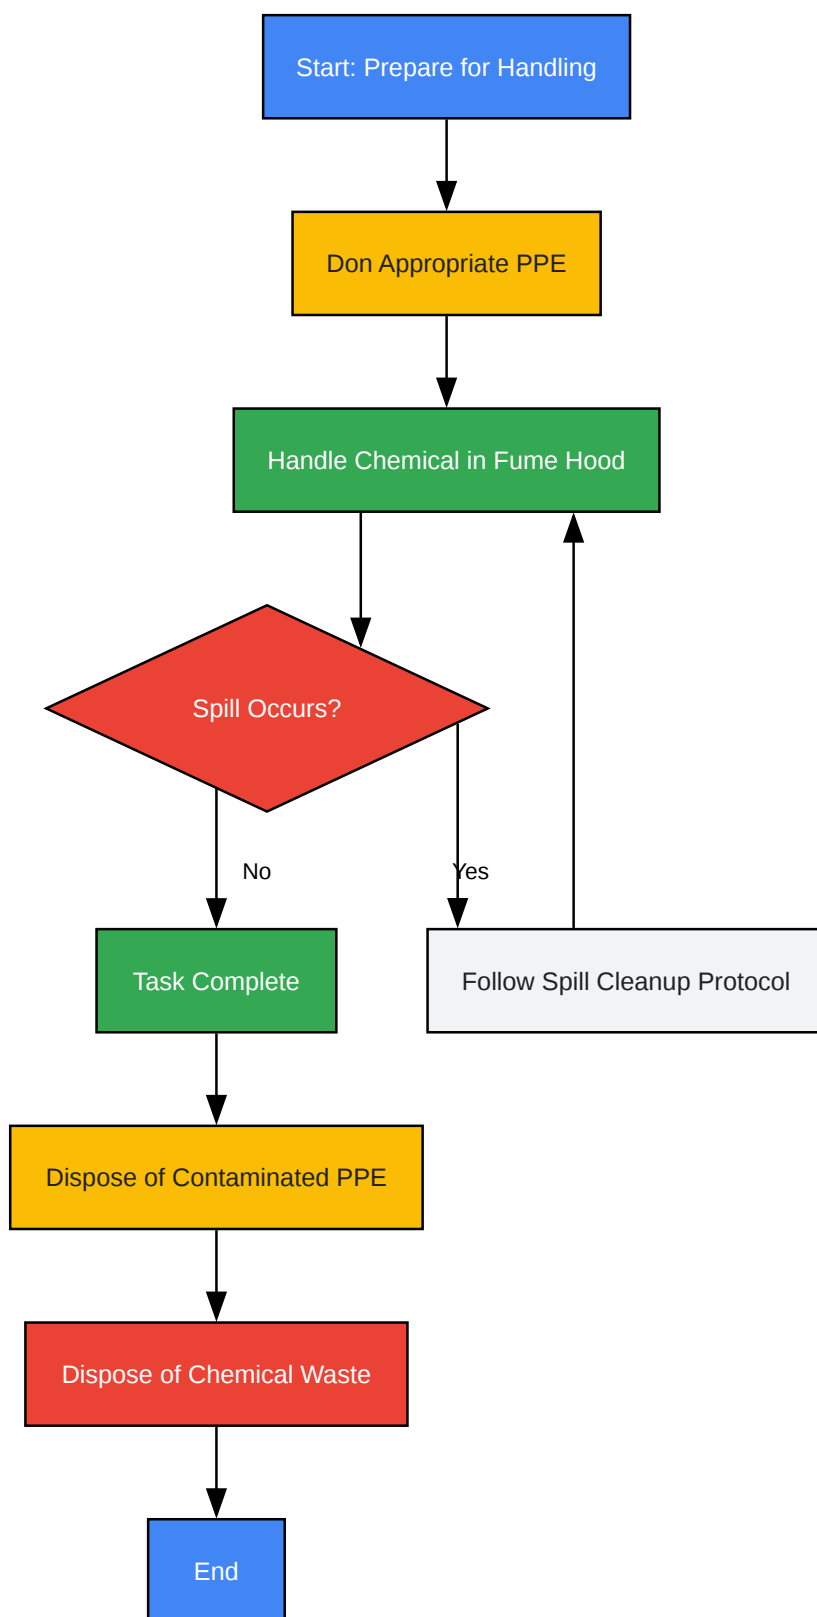 Start: Prepare for Handling
Don Appropriate PPE
Handle Chemical in Fume Hood
Spill Occurs?
No
Yes
Task Complete
Follow Spill Cleanup Protocol
Dispose of Contaminated PPE
Dispose of Chemical Waste
End